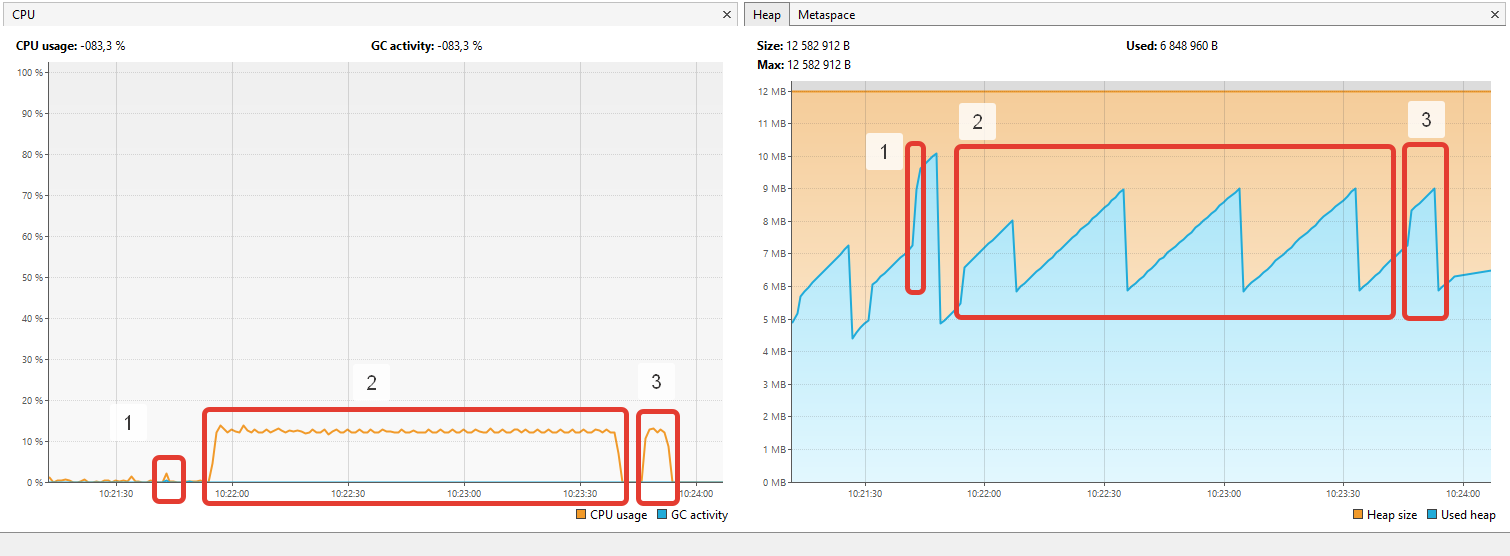 CPU
×
CPU usage: -083,3 %
GC activity: -083,3 %
100 %
90 %
80 %
70 %
60 %
50 %
40 %
30 %
20 %
10 %
0 %
1
2
3
10:21:30
10:22:00
10:22:30
10:23:00
10:23:30
10:24:00
CPU usage
GC activity
Heap
Metaspace
×
Size: 12 582 912 B
Used: 6 848 960 B
Max: 12 582 912 B
12 MB
11 MB
10 MB
9 MB
8 MB
7 MB
6 MB
5 MB
4 MB
3 MB
2 MB
1 MB
0 MB
1
2
3
10:21:30
10:22:00
10:22:30
10:23:00
10:23:30
10:24:00
Heap size
Used heap